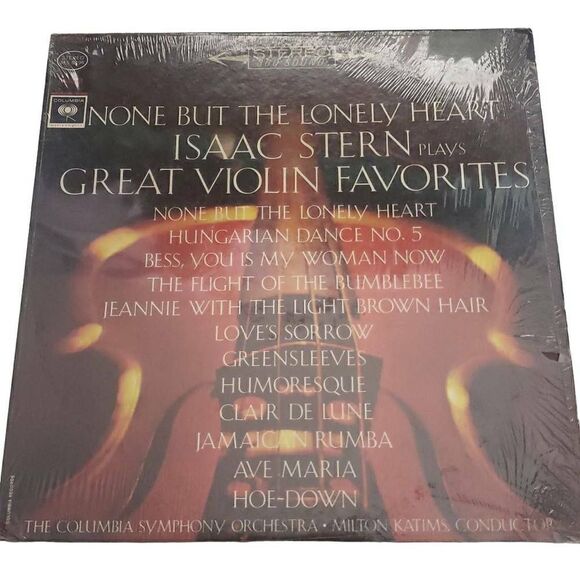 STEREO
COLUMBIA
NONE BUT THE LONELY HEART
ISAAC STERN PLAYS
GREAT VIOLIN FAVORITES
NONE BUT THE LONELY HEART
HUNGARIAN DANCE NO. 5
BESS, YOU IS MY WOMAN NOW
THE FLIGHT OF THE BUMBLEBEE
JEANNIE WITH THE LIGHT BROWN HAIR
LOVE'S SORROW
GREENSLEEVES
HUMORESQUE
CLAIR DE LUNE
JAMAICAN RUMBA
AVE MARIA
HOE-DOWN
THE COLUMBIA SYMPHONY ORCHESTRA • MILTON KATIMS, CONDUCTOR